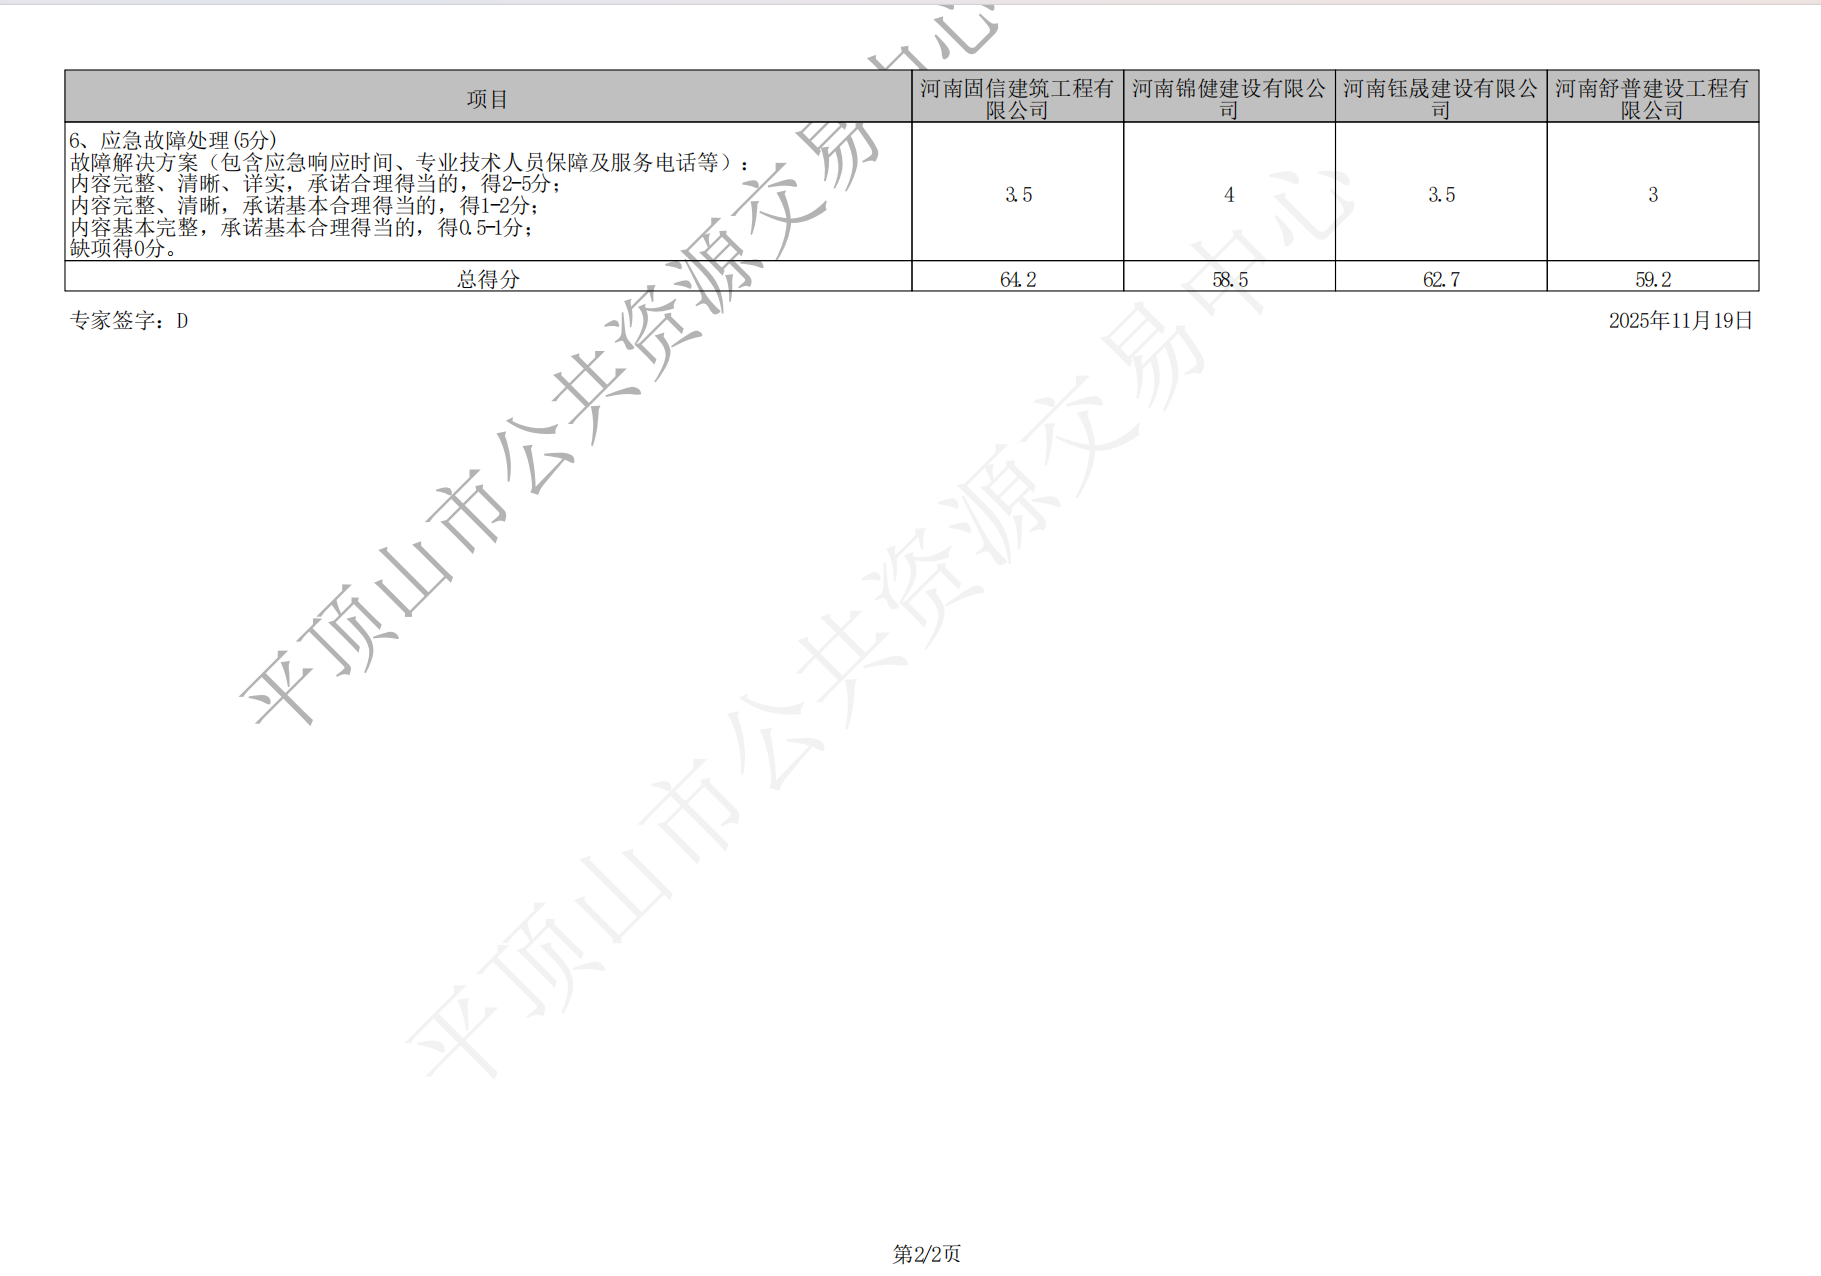 项目
河南固信建筑工程有
限公司
河南锦健建设有限公
司
河南钰晟建设有限公
司
河南舒普建设工程有
限公司
6、应急故障处理(5分)
故障解决方案（包含应急响应时间、专业技术人员保障及服务电话等）：
内容完整、清晰、详实，承诺合理得当的，得2-5分；
内容完整、清晰，承诺基本合理得当的，得1-2分；
内容基本完整，承诺基本合理得当的，得0.5-1分；
缺项得0分。
3.5
4
3.5
3
总得分
64.2
58.5
62.7
59.2
专家签字：D
2025年11月19日
平顶山市公共资源交易中心
平顶山市公共资源交易中心
第2/2页